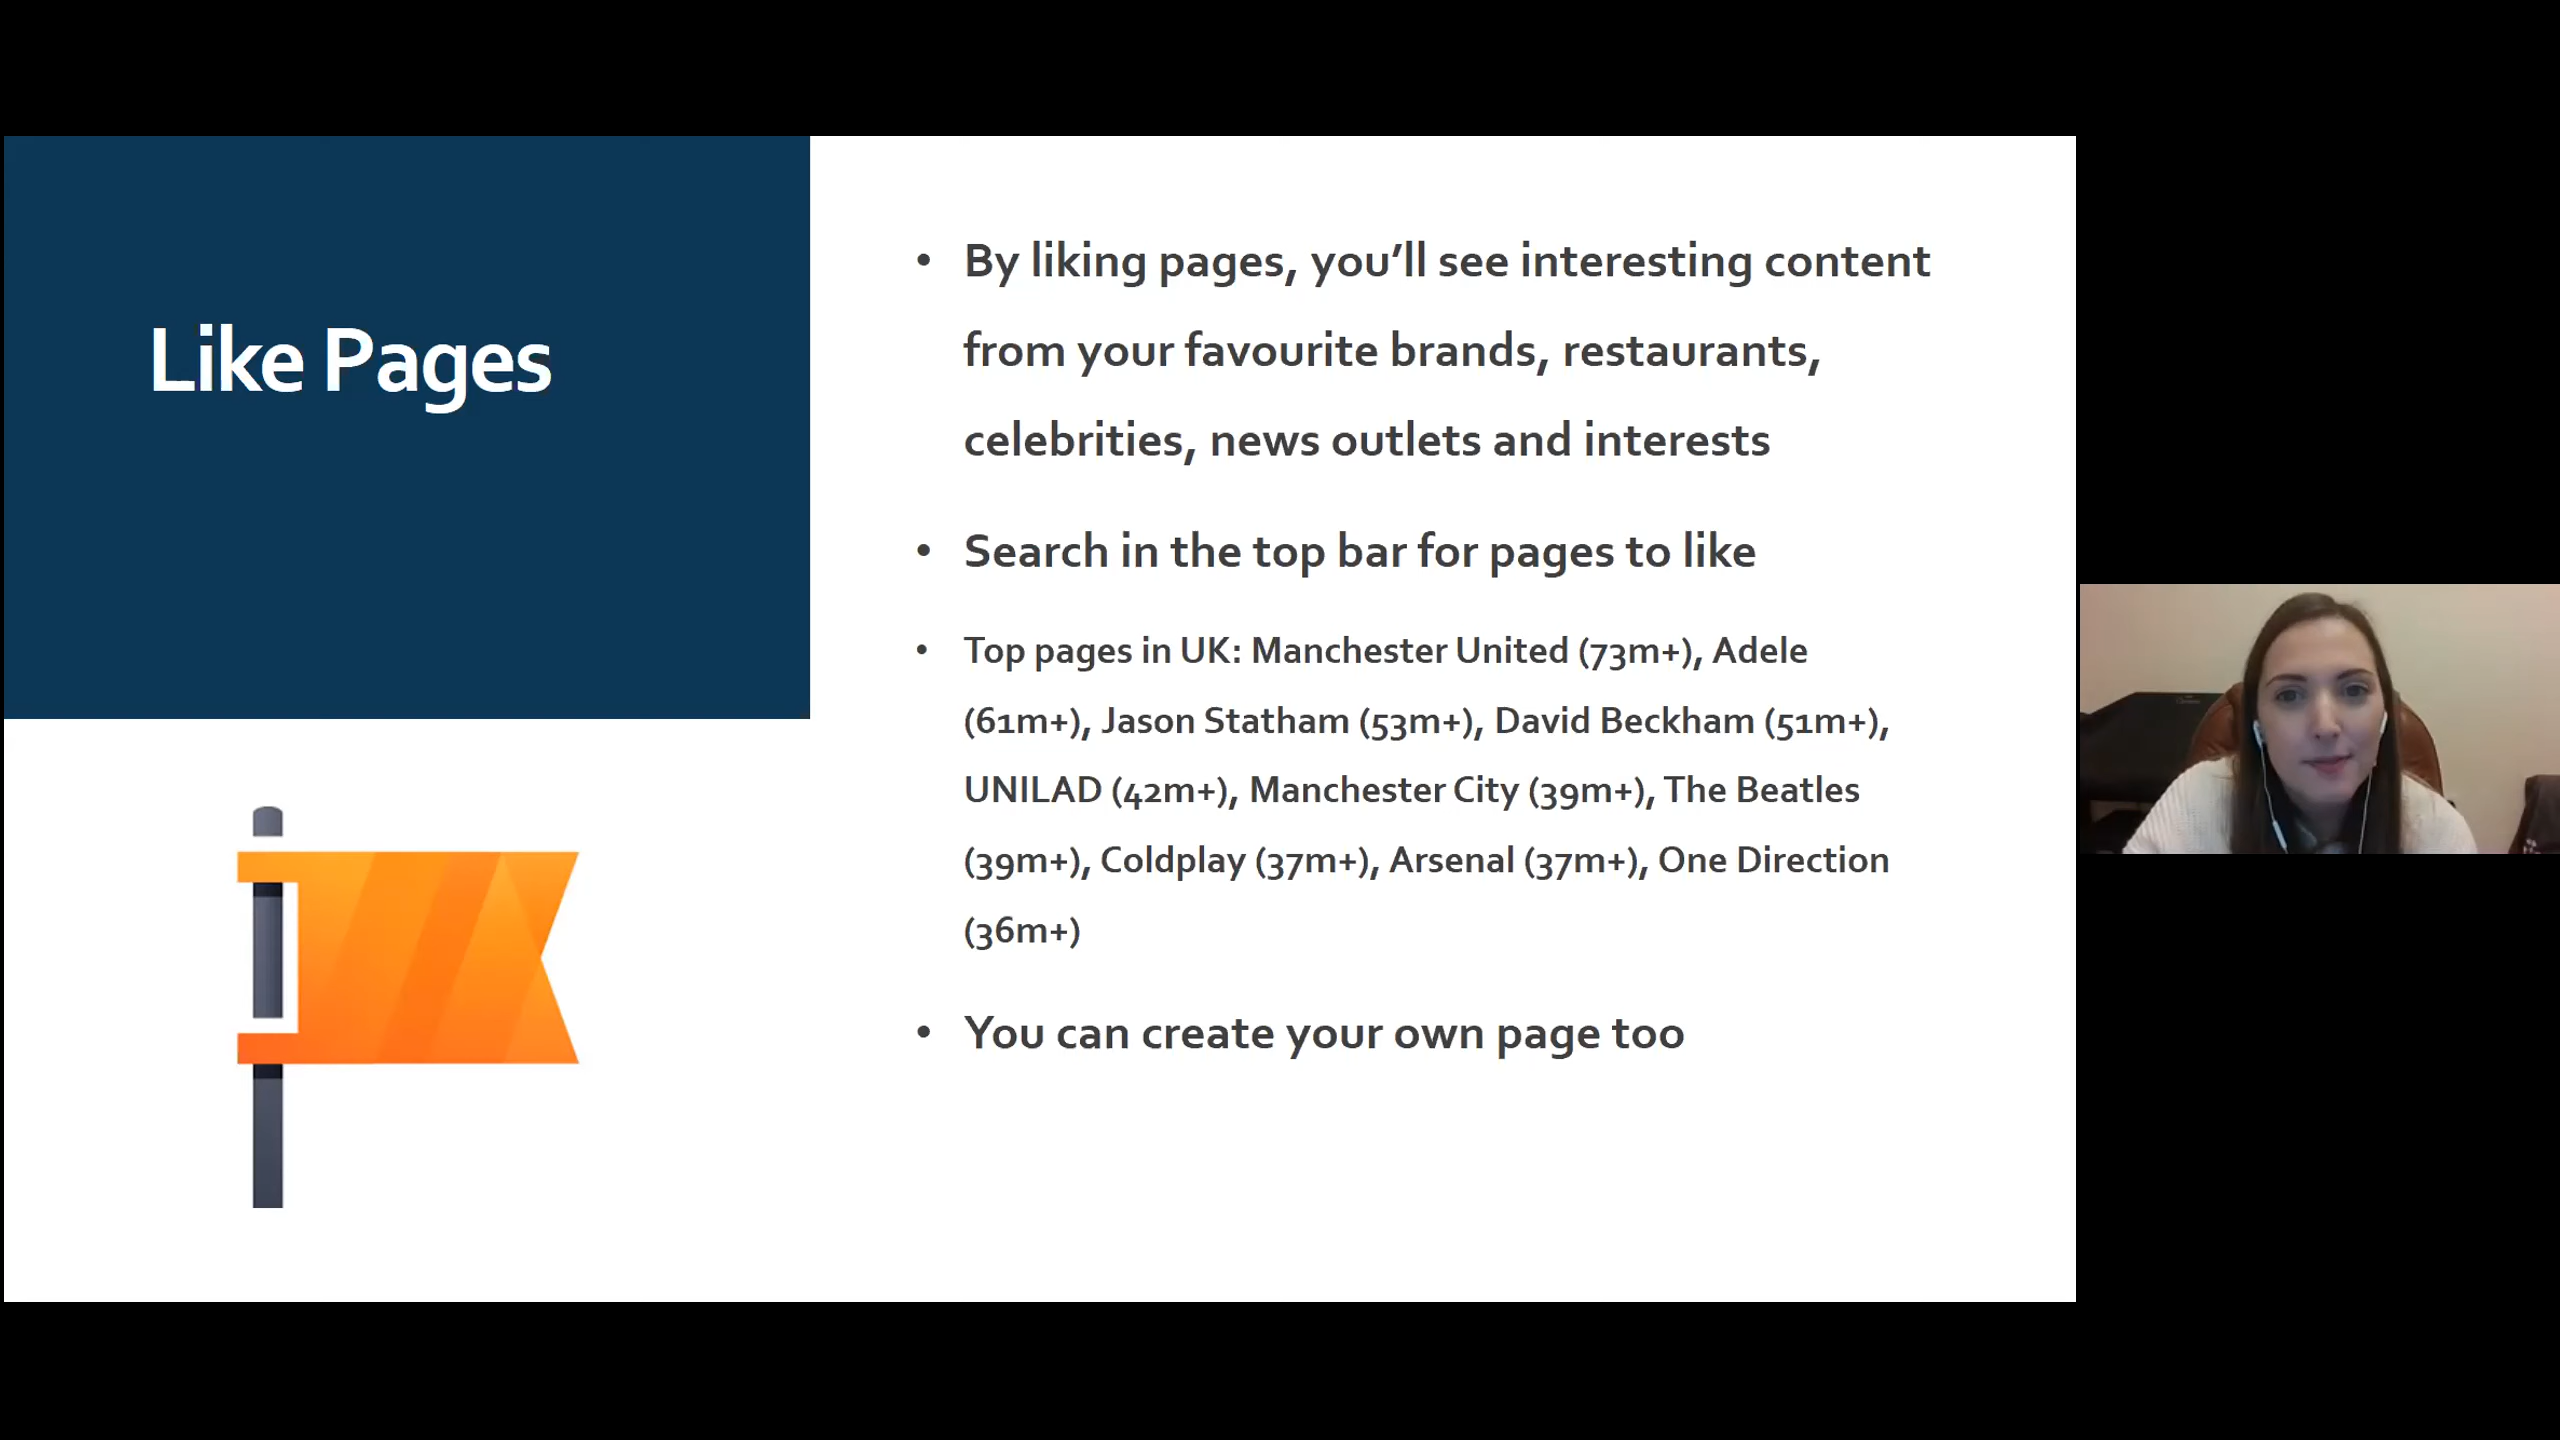 Like Pages
• By liking pages, you’ll see interesting content
from your favourite brands, restaurants,
celebrities, news outlets and interests
• Search in the top bar for pages to like
• Top pages in UK: Manchester United (73m+), Adele
(61m+), Jason Statham (53m+), David Beckham (51m+),
UNILAD (42m+), Manchester City (39m+), The Beatles
(39m+), Coldplay (37m+), Arsenal (37m+), One Direction
(36m+)
• You can create your own page too